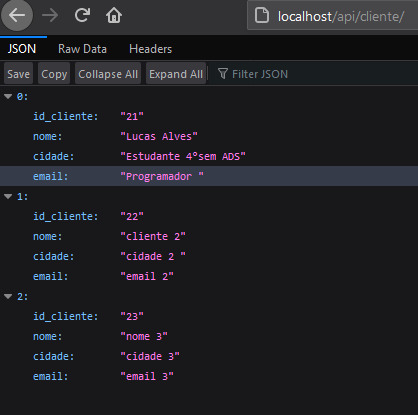 localhost/api/cliente/
JSON Raw Data Headers
Save Copy Collapse All Expand All Filter JSON
0:
id_cliente: "21"
nome: "Lucas Alves"
cidade: "Estudante 4ºsem ADS"
email: "Programador "
1:
id_cliente: "22"
nome: "cliente 2"
cidade: "cidade 2 "
email: "email 2"
2:
id_cliente: "23"
nome: "nome 3"
cidade: "cidade 3"
email: "email 3"